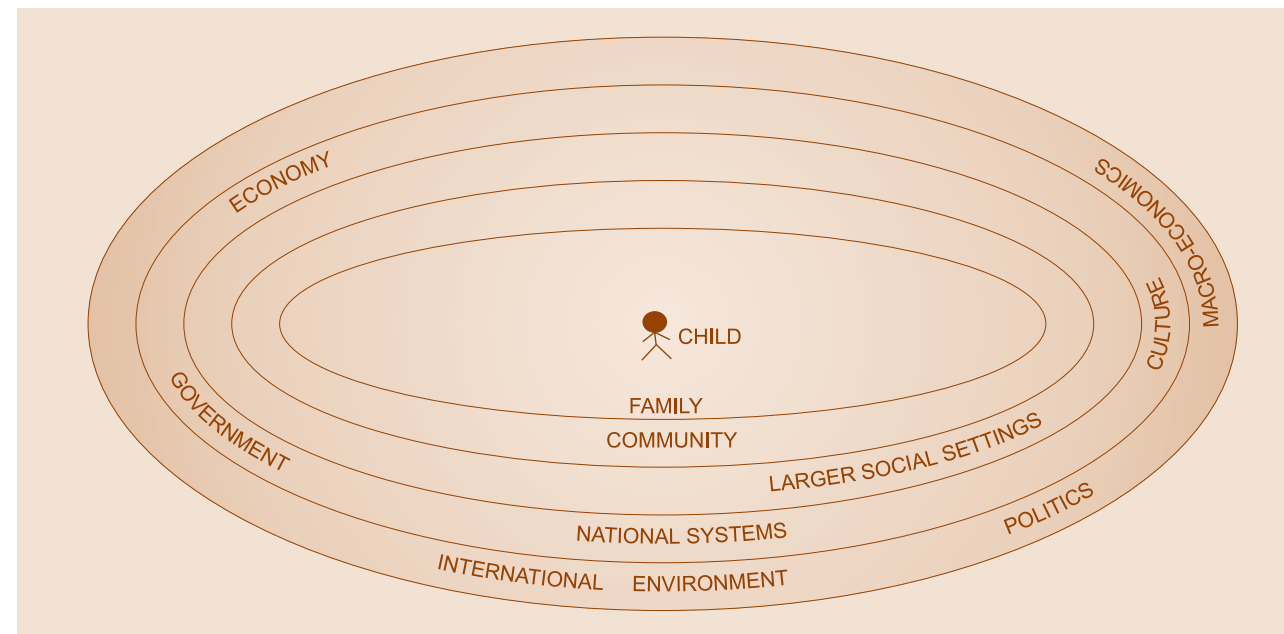 ECONOMY
MACRO-ECONOMICS
CULTURE
CHILD
GOVERNMENT
FAMILY
COMMUNITY
LARGER SOCIAL SETTINGS
POLITICS
NATIONAL SYSTEMS
INTERNATIONAL ENVIRONMENT